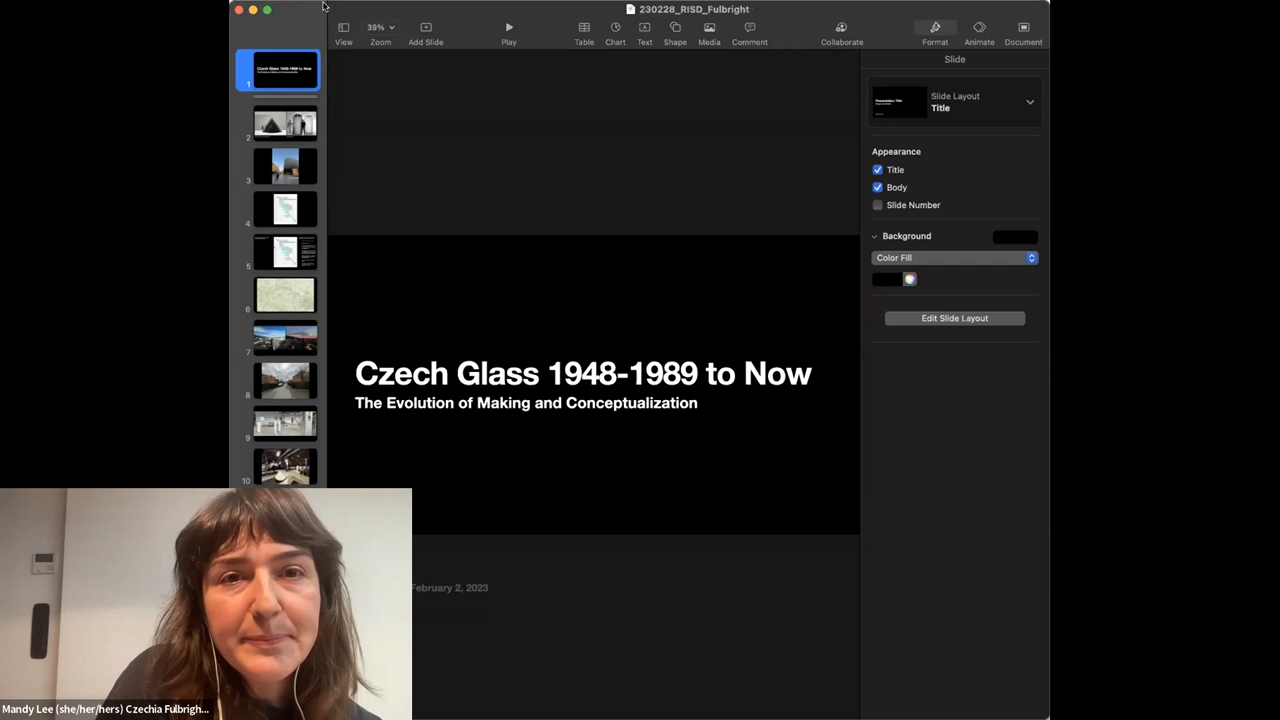 230228_RISD_Fulbright
39%
View
Zoom
Add Slide
Play
Table
Chart
Text
Shape
Media
Comment
Collaborate
Format
Animate
Document
Slide
Slide Layout
Title
Appearance
Title
Body
Slide Number
Background
Color Fill
Edit Slide Layout
1
2
3
4
5
6
7
8
9
10
Czech Glass 1948-1989 to Now
The Evolution of Making and Conceptualization
February 2, 2023
Mandy Lee (she/her/hers) Czechia Fulbrigh...